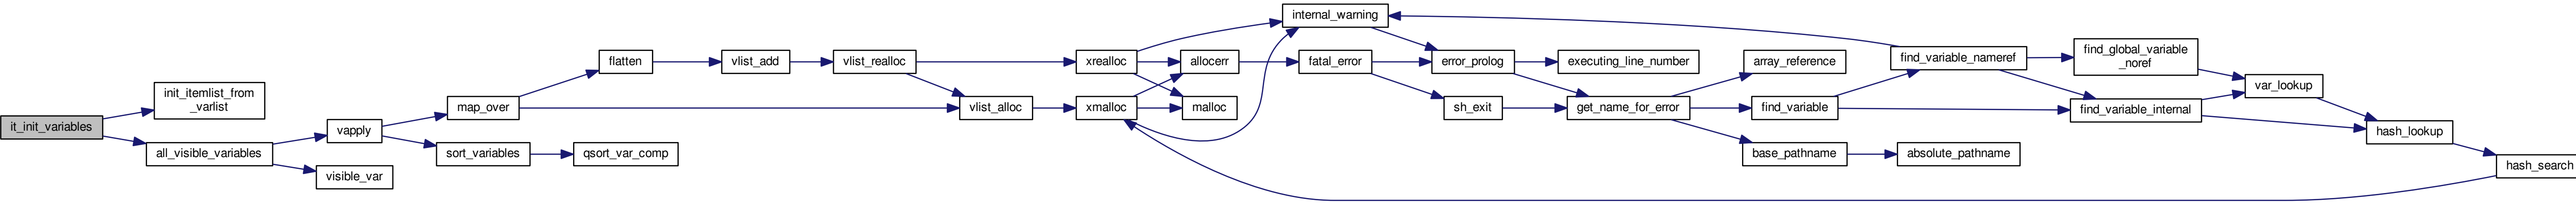 it_init_variables
init_itemlist_from
_varlist
all_visible_variables
vapply
visible_var
map_over
sort_variables
flatten
qsort_var_comp
vlist_add
vlist_realloc
vlist_alloc
xrealloc
xmalloc
allocerr
malloc
internal_warning
fatal_error
error_prolog
sh_exit
executing_line_number
get_name_for_error
array_reference
find_variable
base_pathname
find_variable_nameref
absolute_pathname
find_global_variable
_noref
find_variable_internal
var_lookup
hash_lookup
hash_search